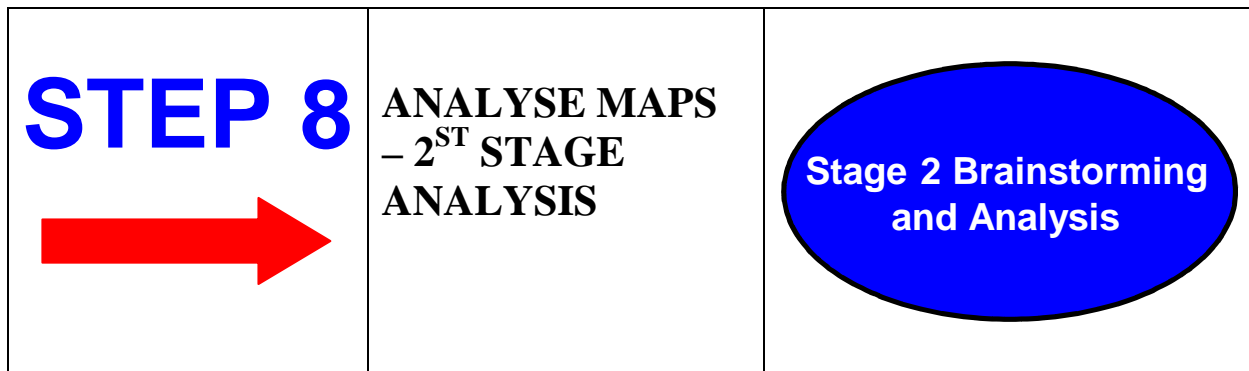 STEP 8
ANALYSE MAPS
– 2ST STAGE
ANALYSIS
Stage 2 Brainstorming
and Analysis